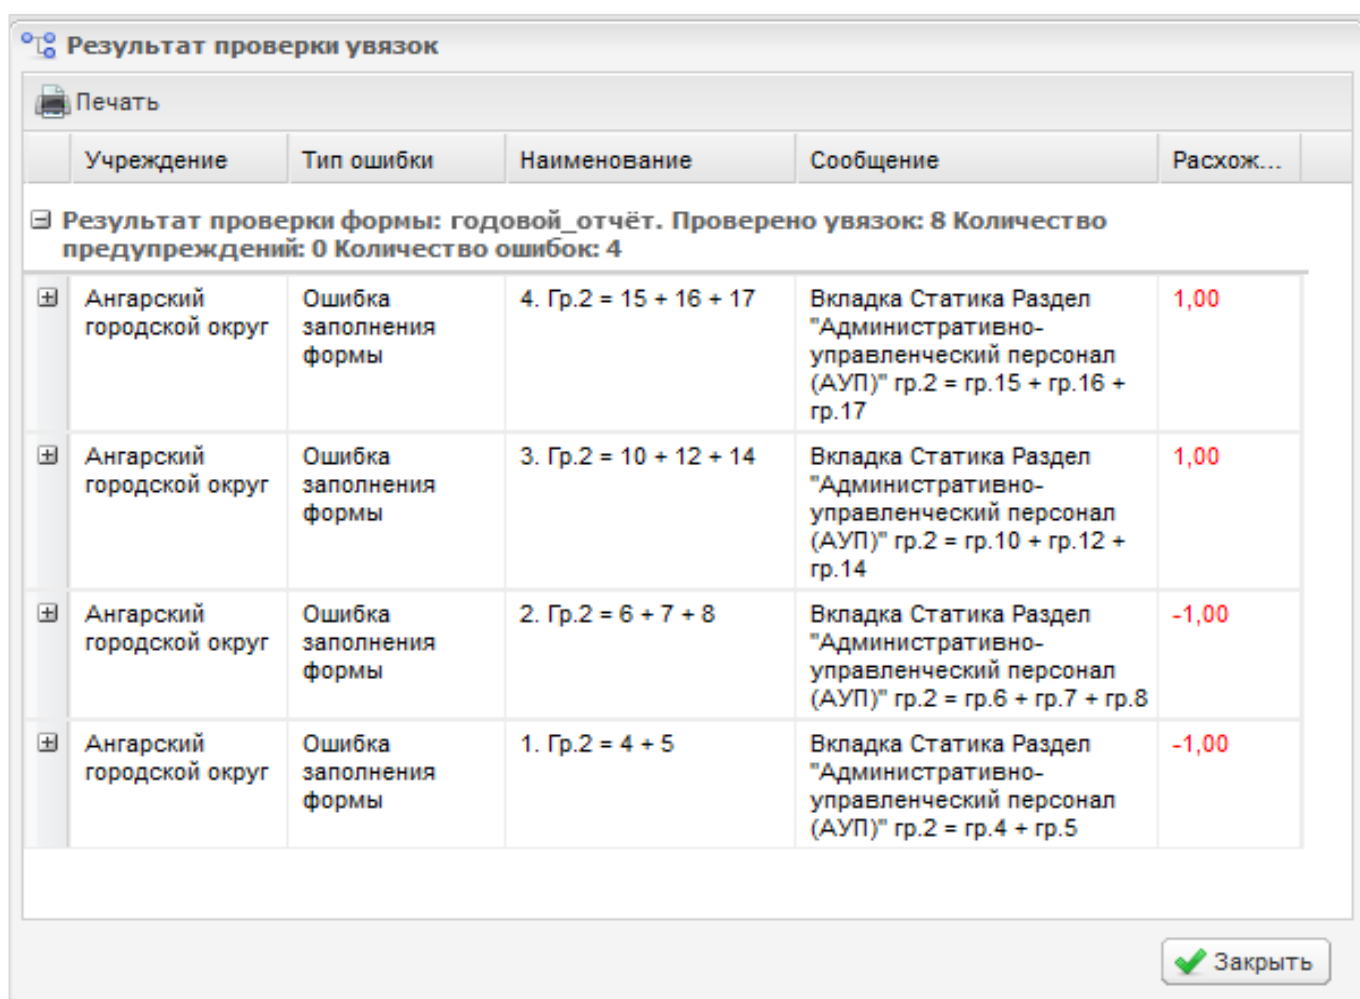 Результат проверки увязок
Печать
Учреждение Тип ошибки Наименование Сообщение Расхож...
Результат проверки формы: годовой_отчёт. Проверено увязок: 8 Количество
предупреждений: 0 Количество ошибок: 4
Ангарский Ошибка 4. Гр.2 = 15 + 16 + 17 Вкладка Статика Раздел 1,00
городской округ заполнения "Административно-
формы управленческий персонал
(АУП)" гр.2 = гр.15 + гр.16 +
гр.17
Ангарский Ошибка 3. Гр.2 = 10 + 12 + 14 Вкладка Статика Раздел 1,00
городской округ заполнения "Административно-
формы управленческий персонал
(АУП)" гр.2 = гр.10 + гр.12 +
гр.14
Ангарский Ошибка 2. Гр.2 = 6 + 7 + 8 Вкладка Статика Раздел -1,00
городской округ заполнения "Административно-
формы управленческий персонал
(АУП)" гр.2 = гр.6 + гр.7 + гр.8
Ангарский Ошибка 1. Гр.2 = 4 + 5 Вкладка Статика Раздел -1,00
городской округ заполнения "Административно-
формы управленческий персонал
(АУП)" гр.2 = гр.4 + гр.5
Закрыть